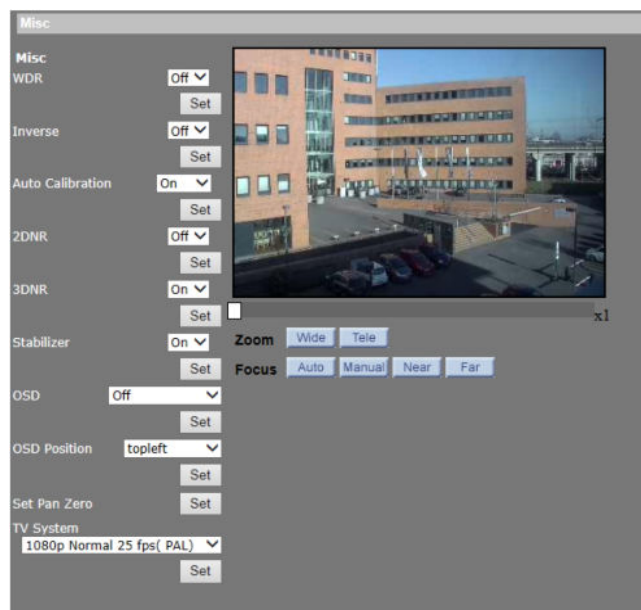 Misc
Misc
WDR Off
Set
Inverse Off
Set
Auto Calibration On
Set
2DNR Off
Set
3DNR On
Set
x1
Stabilizer On
Zoom Wide Tele
Set
Focus Auto Manual Near Far
OSD Off
Set
OSD Position topleft
Set
Set Pan Zero Set
TV System
1080p Normal 25 fps( PAL)
Set